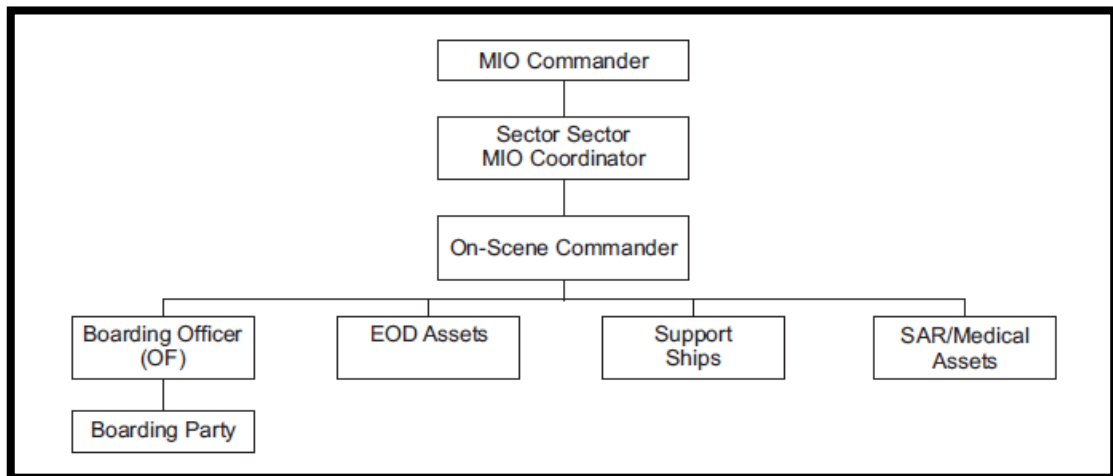 MIO Commander
Sector Sector
MIO Coordinator
On-Scene Commander
Boarding Officer
(OF)
EOD Assets
Support
Ships
SAR/Medical
Assets
Boarding Party